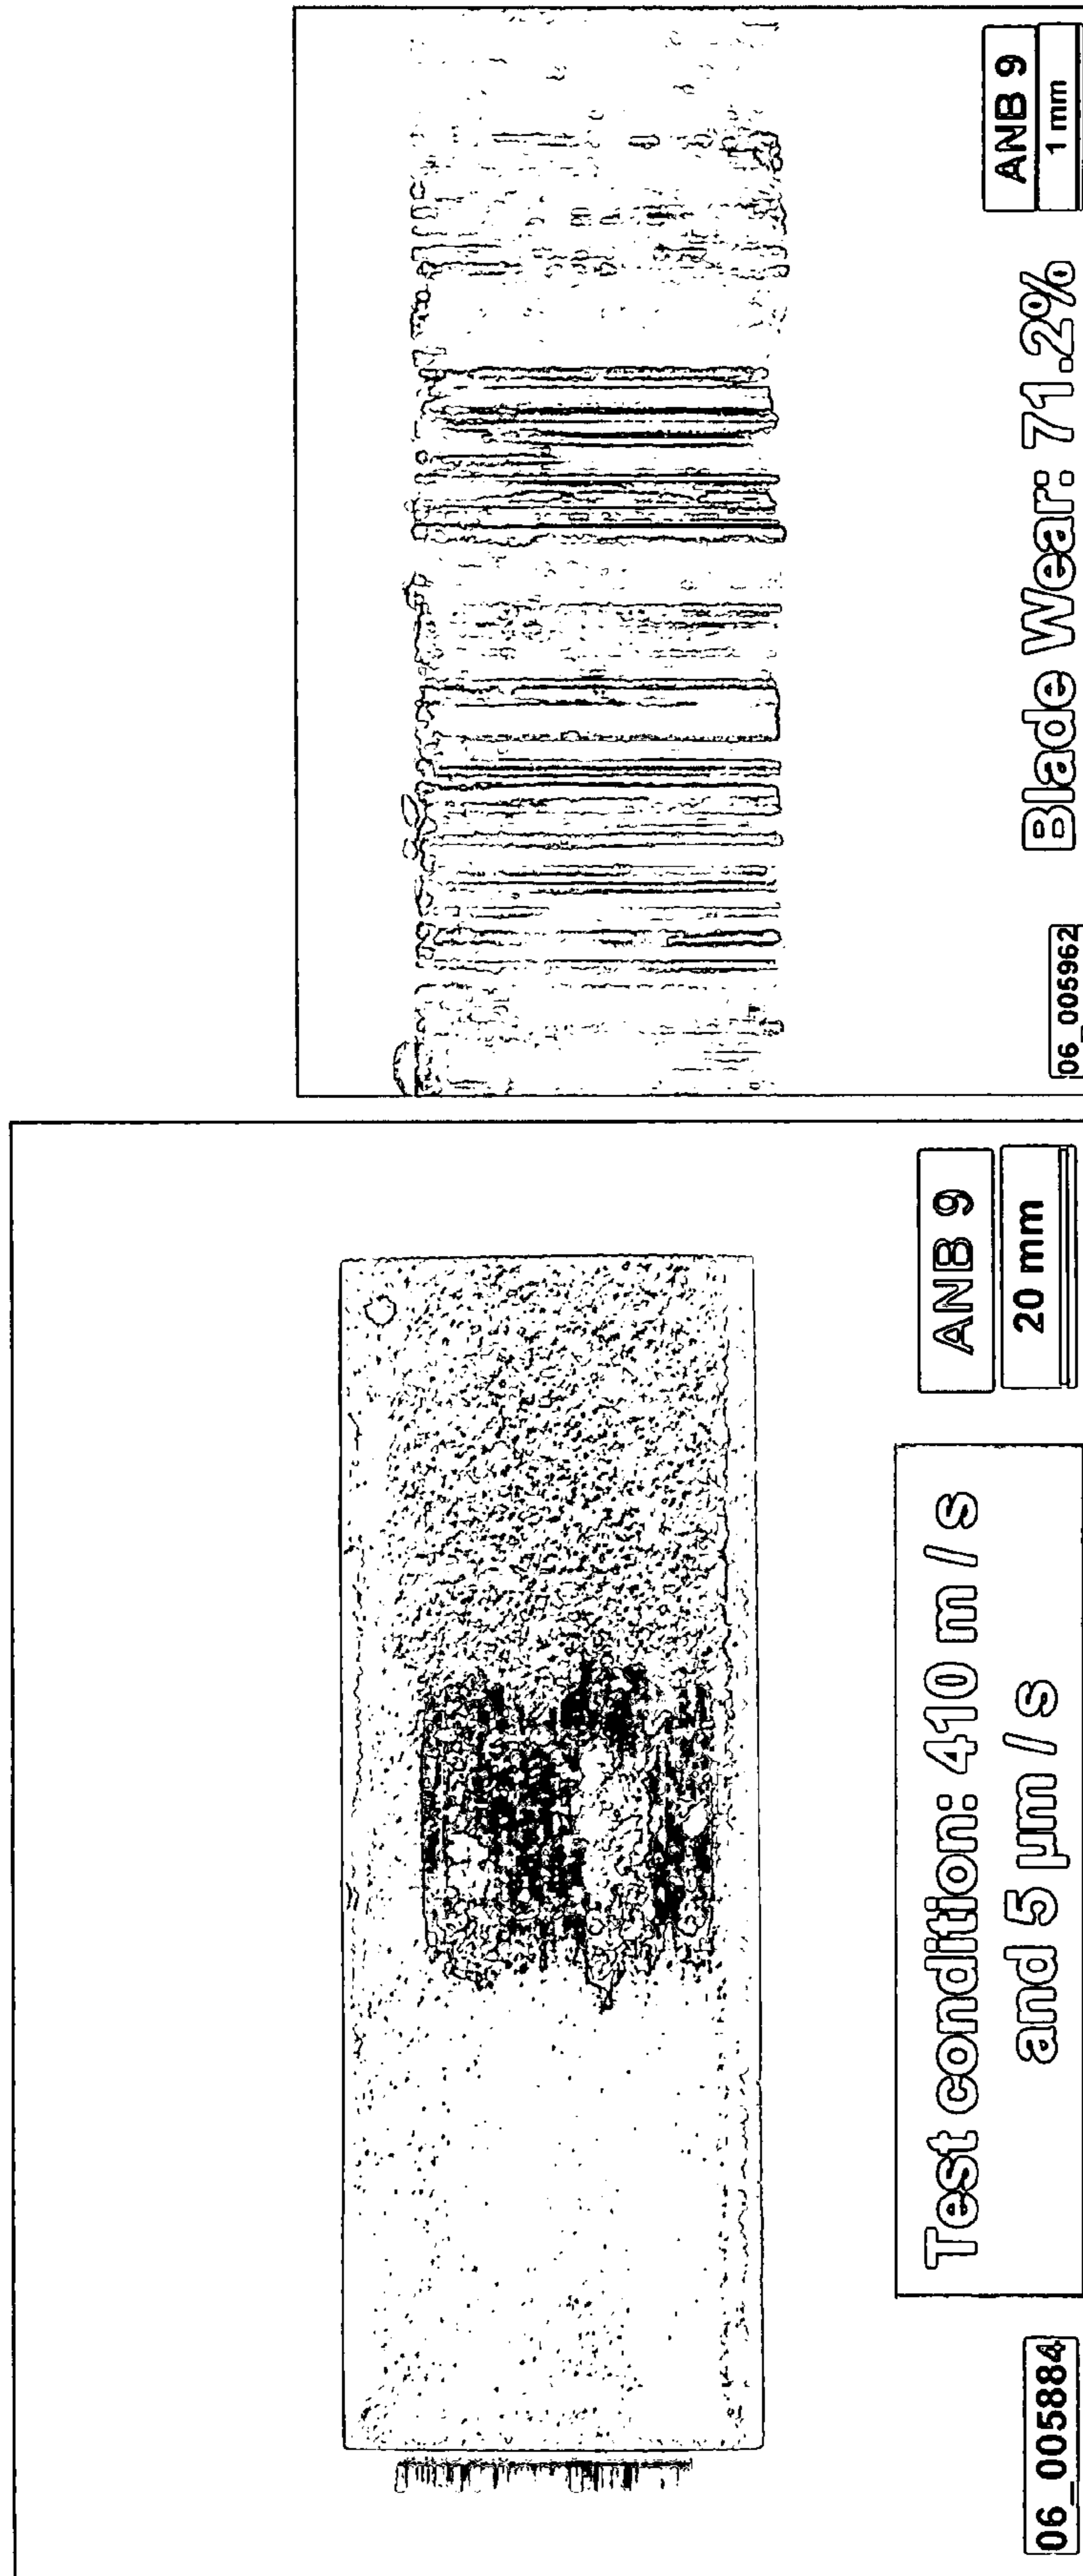 06_005884
Test condition: 410 m / s
and 5 µm / s
ANB 9
20 mm
06_005962
Blade Wear: 71.2%
ANB 9
1 mm